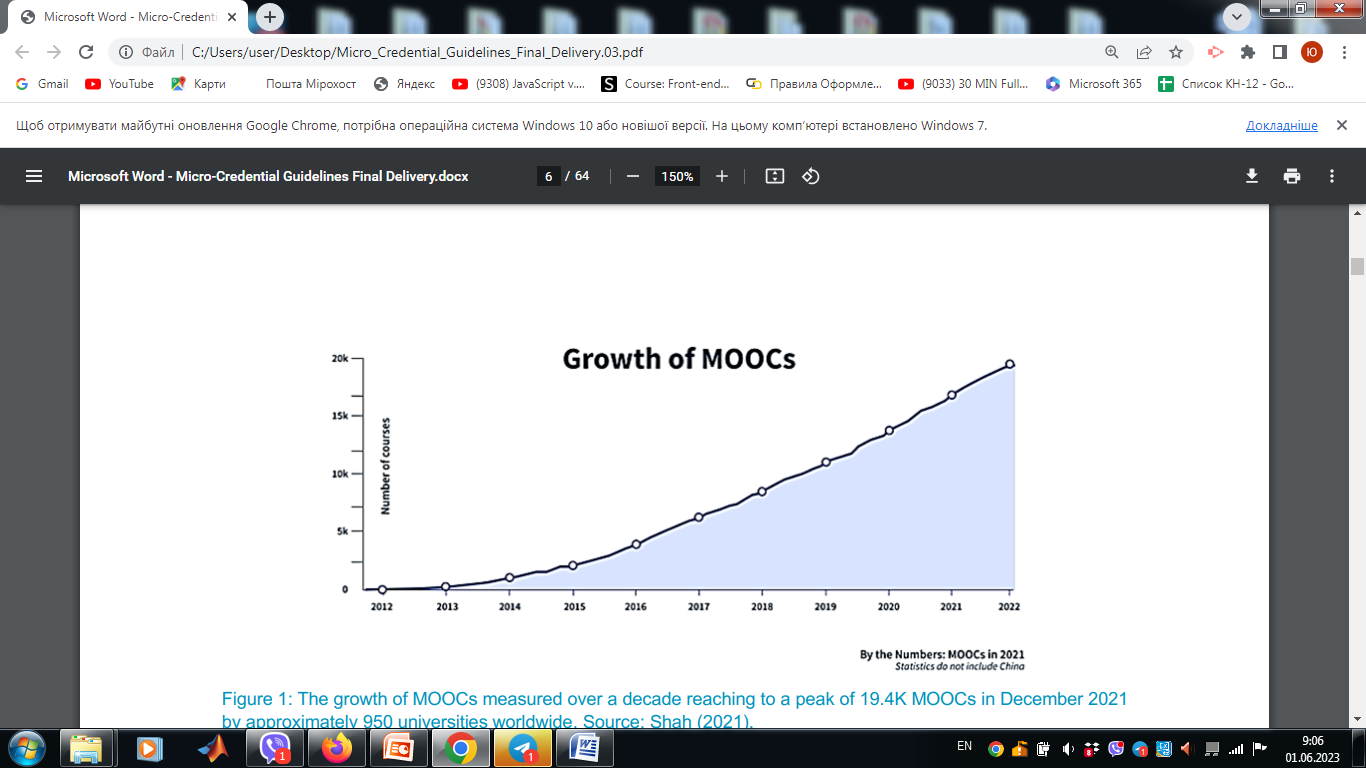 Microsoft Word - Micro-Credenti
Файл
C:/Users/user/Desktop/Micro_Credential_Guidelines_Final_Delivery.03.pdf
Ю
Gmail
YouTube
Карти
Пошта Мірохост
Яндекс
(9308) JavaScript v....
Course: Front-end...
Правила Оформле...
(9033) 30 MIN Full...
Microsoft 365
Список КН-12 - Go...
Щоб отримувати майбутні оновлення Google Chrome, потрібна операційна система Windows 10 або новішої версії. На цьому комп’ютері встановлено Windows 7.
Докладніше
Microsoft Word - Micro-Credential Guidelines Final Delivery.docx
6 / 64
150%
Growth of MOOCs
Number of courses
20k
15k
10k
5k
0
2012 2013 2014 2015 2016 2017 2018 2019 2020 2021 2022
By the Numbers: MOOCs in 2021
Statistics do not include China
Figure 1: The growth of MOOCs measured over a decade reaching to a peak of 19.4K MOOCs in December 2021
by approximately 950 universities worldwide. Source: Shah (2021).
1
1
EN
9:06
01.06.2023